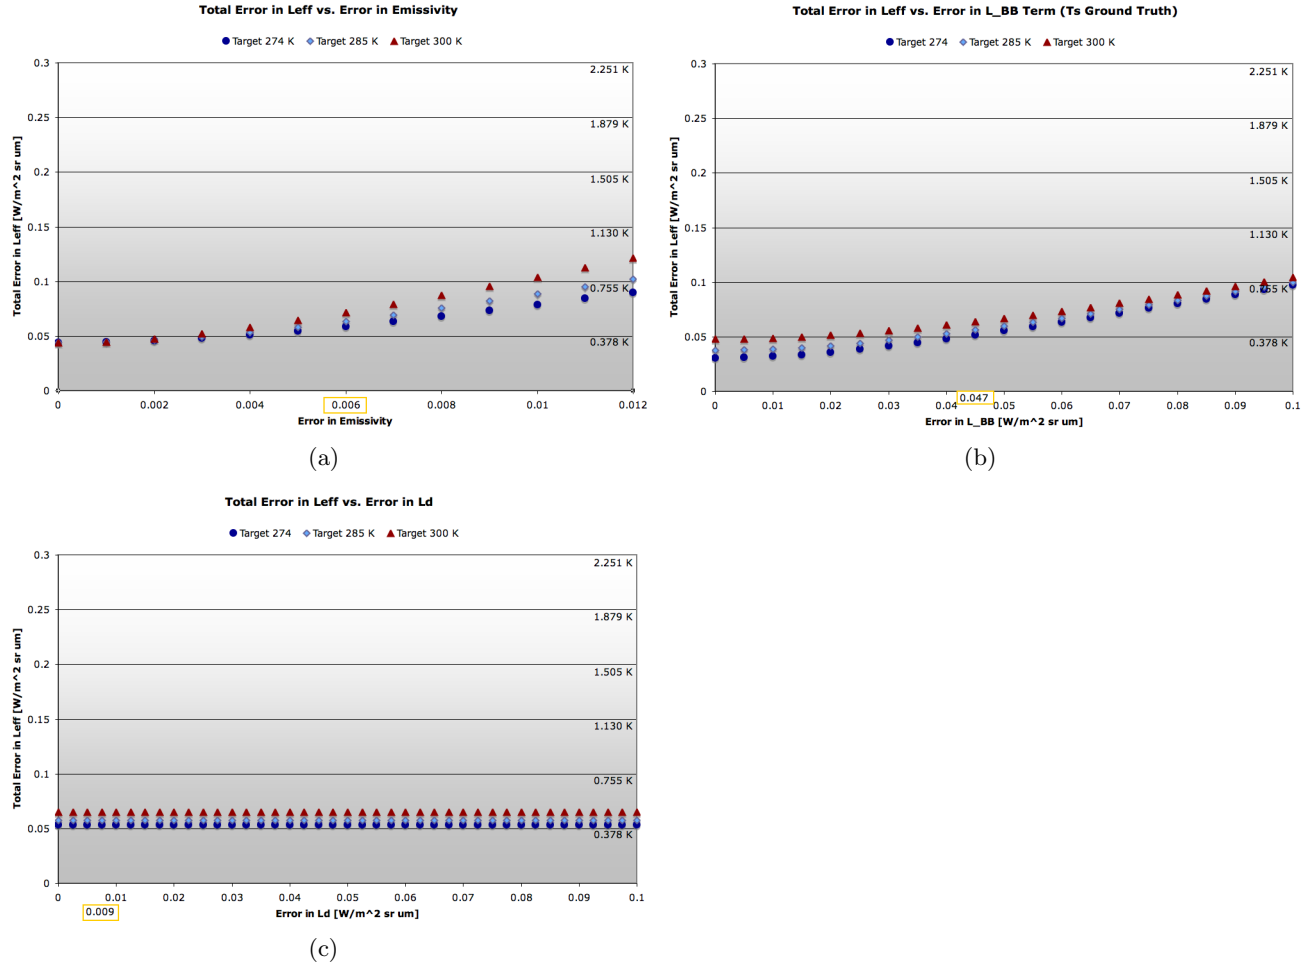 Total Error in Leff vs. Error in Emissivity
Target 274 K Target 285 K Target 300 K
Total Error in Leff [W/m^2 sr um]
0.3
0.25
0.2
0.15
0.1
0.05
0
2.251 K
1.879 K
1.505 K
1.130 K
0.755 K
0.378 K
0 0.002 0.004 0.006 0.008 0.01 0.012
Error in Emissivity
(a)
Total Error in Leff vs. Error in L_BB Term (Ts Ground Truth)
Target 274 Target 285 K Target 300 K
Total Error in Leff [W/m^2 sr um]
0.3
0.25
0.2
0.15
0.1
0.05
0
2.251 K
1.879 K
1.505 K
1.130 K
0.755 K
0.378 K
0.047
0 0.01 0.02 0.03 0.04 0.05 0.06 0.07 0.08 0.09 0.1
Error in L_BB [W/m^2 sr um]
(b)
Total Error in Leff vs. Error in Ld
Target 274 Target 285 K Target 300 K
Total Error in Leff [W/m^2 sr um]
0.3
0.25
0.2
0.15
0.1
0.05
0
2.251 K
1.879 K
1.505 K
1.130 K
0.755 K
0.378 K
0 0.01 0.02 0.03 0.04 0.05 0.06 0.07 0.08 0.09 0.1
0.009
Error in Ld [W/m^2 sr um]
(c)